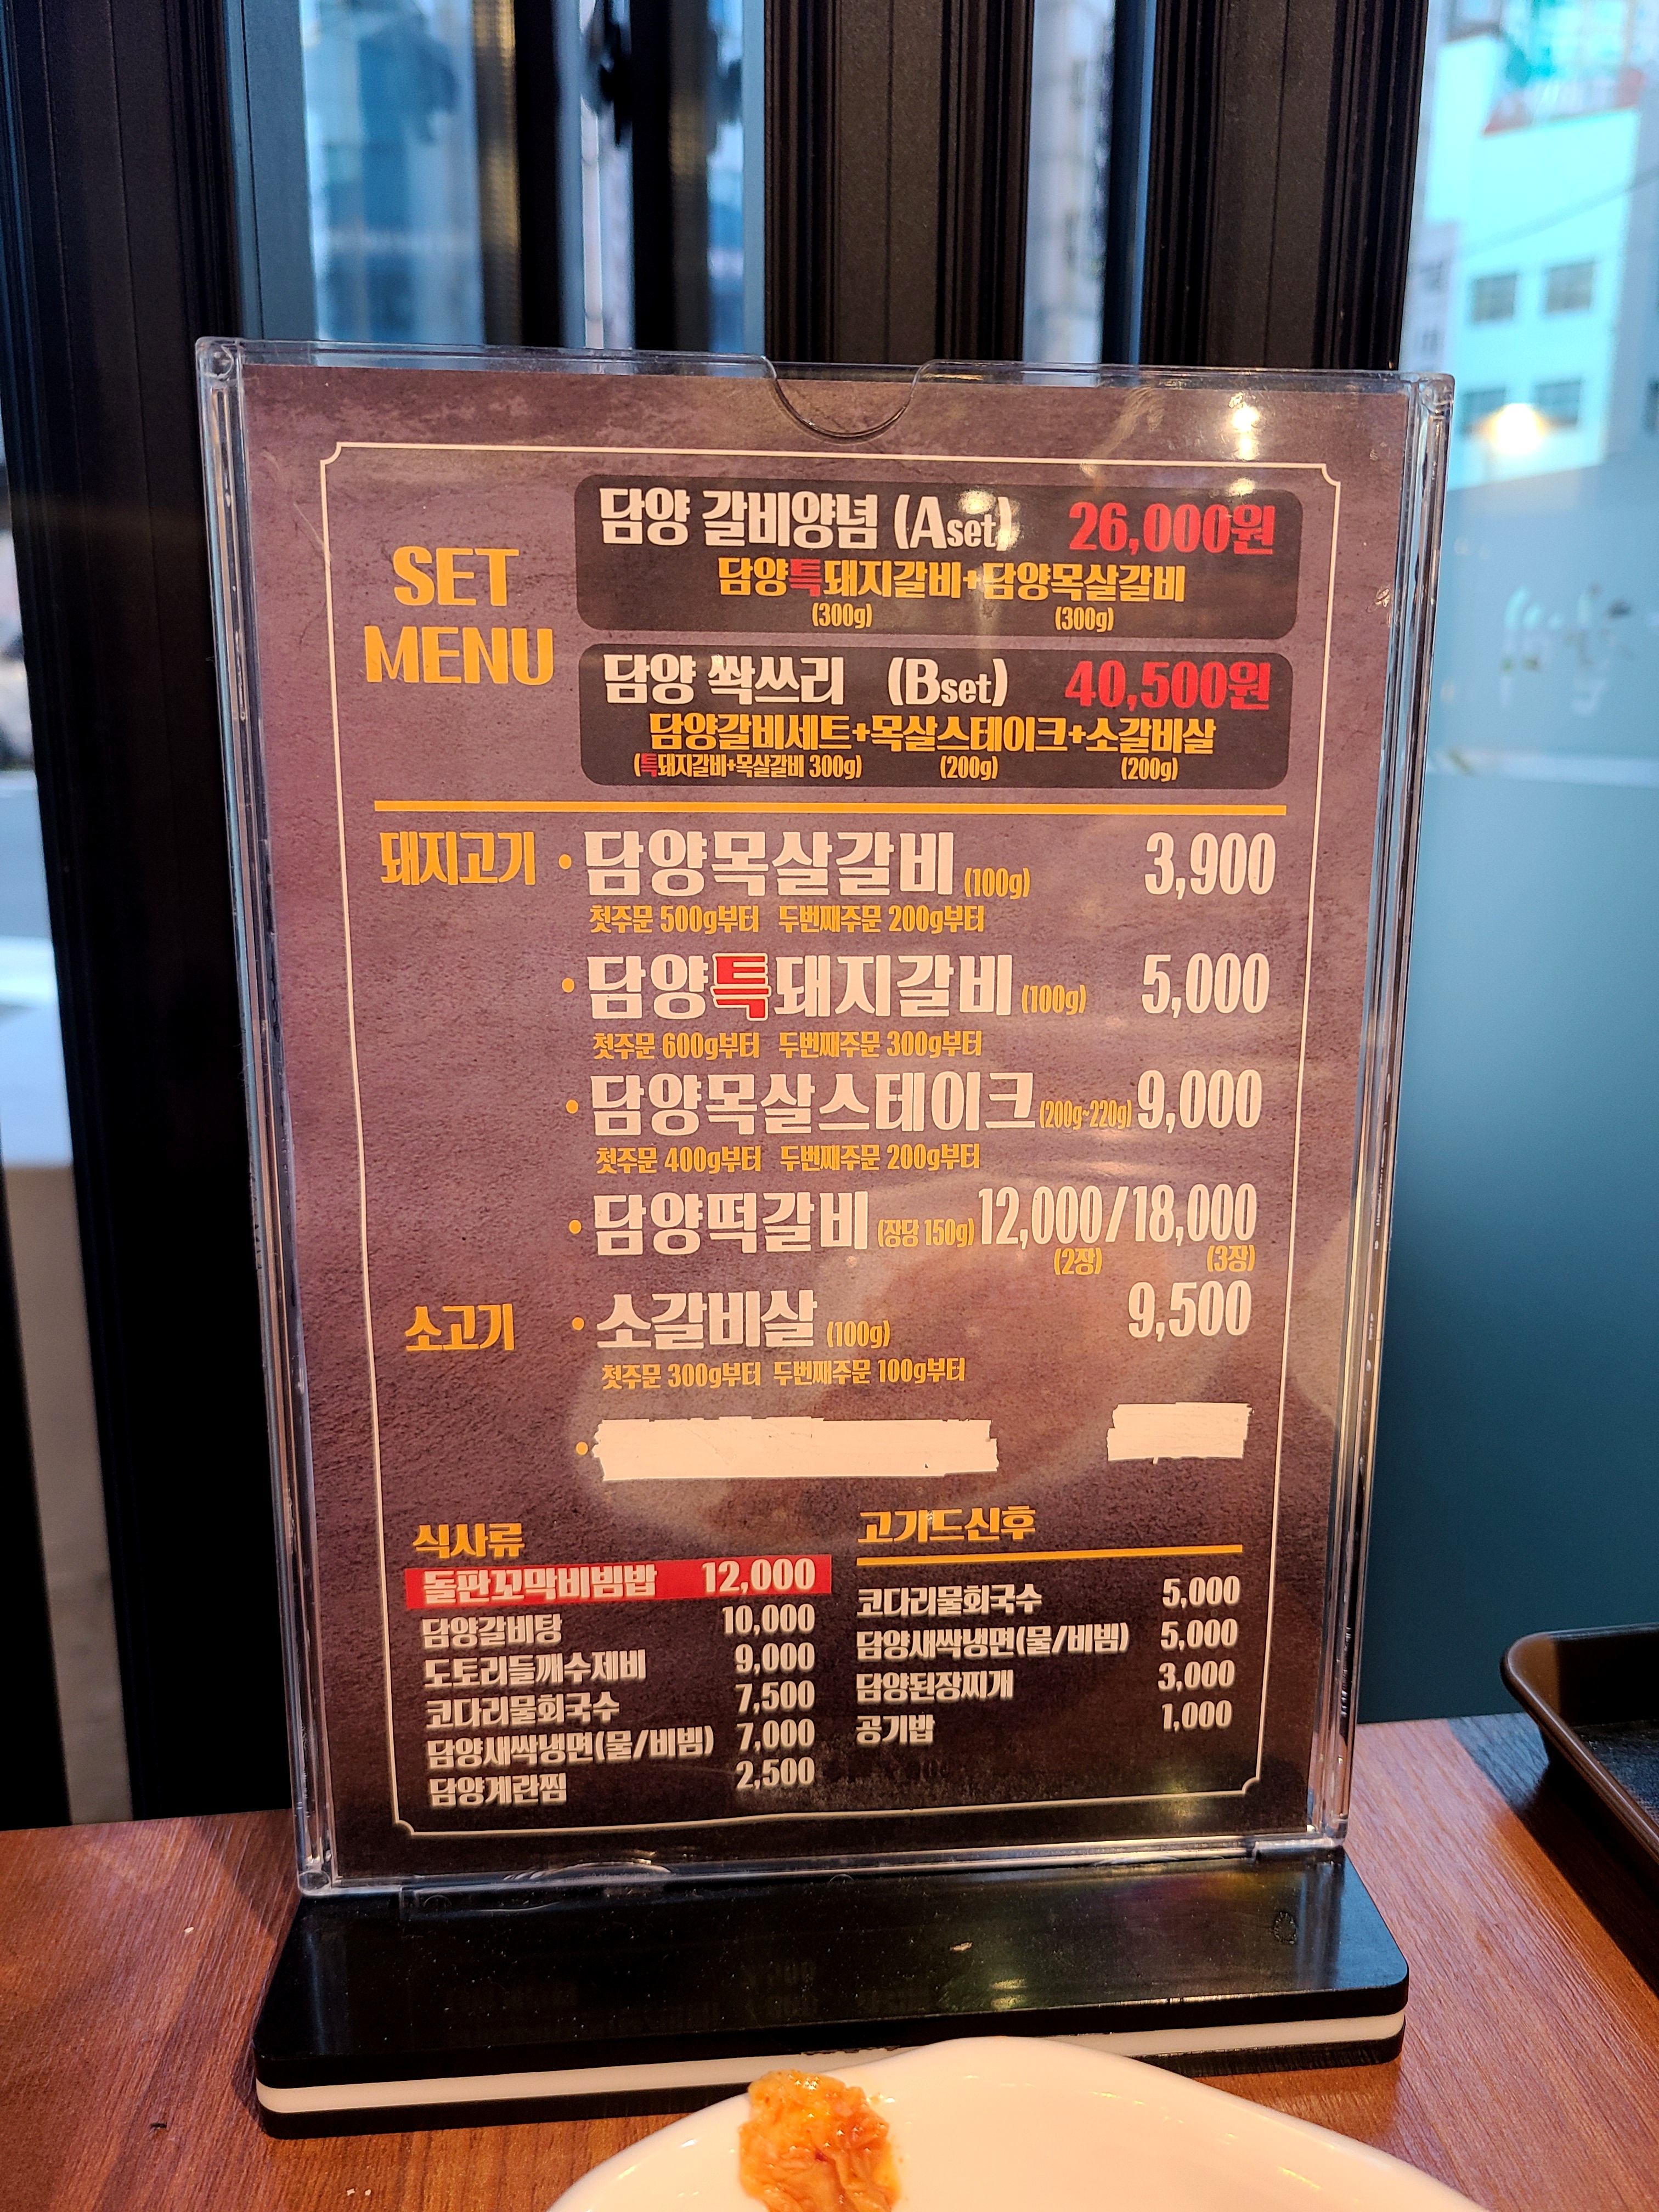 SET
MENU
담양 갈비양념 (Aset) 26,000원
담양특돼지갈비+담양목살갈비
(300g) (300g)
담양 싹쓰리 (Bset) 40,500원
담양갈비세트+목살스테이크+소갈비살
(특돼지갈비+목살갈비 300g) (200g) (200g)
돼지고기 • 담양목살갈비 (100g) 3,900
첫주문 500g부터 두번째주문 200g부터
• 담양특돼지갈비 (100g) 5,000
첫주문 600g부터 두번째주문 300g부터
• 담양목살스테이크 (200g~220g) 9,000
첫주문 400g부터 두번째주문 200g부터
• 담양떡갈비 (장당 150g) 12,000/18,000
(2장) (3장)
소고기 • 소갈비살 (100g) 9,500
첫주문 300g부터 두번째주문 100g부터
식사류
돌판꼬막비빔밥 12,000
담양갈비탕 10,000
도토리들깨수제비 9,000
코다리물회국수 7,500
담양새싹냉면(물/비빔) 7,000
담양계란찜 2,500
고기드신후
코다리물회국수 5,000
담양새싹냉면(물/비빔) 5,000
담양된장찌개 3,000
공기밥 1,000